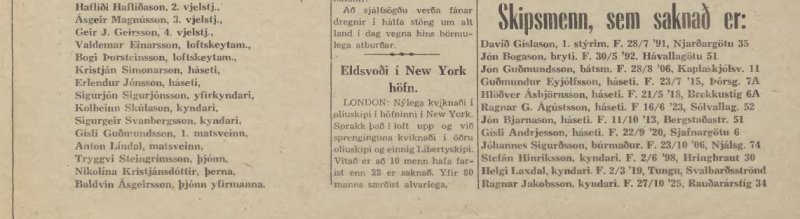 Hafliði Hafliðason, 2. vjelstj.,
Ásgeir Magnússon, 3. vjelstj.,
Geir J. Geirsson, 4. vjelstj.,
Valdemar Einarsson, loftskeytam.,
Bogi Þorsteinsson, loftskeytam.,
Kristján Símonarson, háseti,
Erlendur Jónsson, háseti,
Sigurjón Sigurjónsson, yfirkyndari,
Kolbeinn Skúlason, kyndari,
Sigurgeir Svanbergsson, kyndari,
Gísli Guðmundsson, 1. matsveinn,
Anton Líndal, matsveinn,
Tryggvi Steingrímsson, þjónn.
Nikolína Kristjánsdóttir, þerna.
Baldvin Ásgeirsson, þjónn yfirmanna.
Að sjálfsögðu verða fánar
dregnir í hálfa stöng um alt
land í dag vegna hins hörmu-
lega atburðar.
Eldsvoði í New York
höfn.
LONDON: Nýlega kviknaði í
olíuskipi í höfninni í New York.
Sprakk það í loft upp og við
sprenginguna kviknaði í öðru
olíuskipi og einnig Libertyskipi.
Vitað er að 10 menn hafa far-
ist enn 22 er saknað. Yfir 80
manns særðist alvarlega.
Skipsmenn, sem saknað er:
Davíð Gíslason, 1. stýrim, F. 28/7 '91, Njarðargötu 35
Jón Bogason, bryti. F. 30/5 '92. Hávallagötu 51
Jón Guðmundsson, bátsm. F. 28/8 '06, Kaplaskjólsv. 11
Guðmundur Eyjólfsson, háseti. F. 23/7 '15, Þórsg. 7A
Hlöðver Ásbjörnsson, háseti. F. 21/5 '18, Brekkustíg 6A
Ragnar G. Ágústsson, háseti F 16/6 '23, Sólvallag. 52
Jón Bjarnason, háseti. F. 11/10 '13, Bergstaðastr. 51
Gísli Andrjesson, háseti. F. 22/9 '20, Sjafnargötu 6
Jóhannes Sigurðsson, búrmaður. F. 23/10 '06, Njálsg. 74
Stefán Hinriksson, kyndari. F. 2/6 '98, Hringbraut 30
Helgi Laxdal, kyndari. F. 2/3 '19, Tungu, Svalbarðsströnd
Ragnar Jakobsson, kyndari. F. 27/10 '25, Rauðarárstíg 34